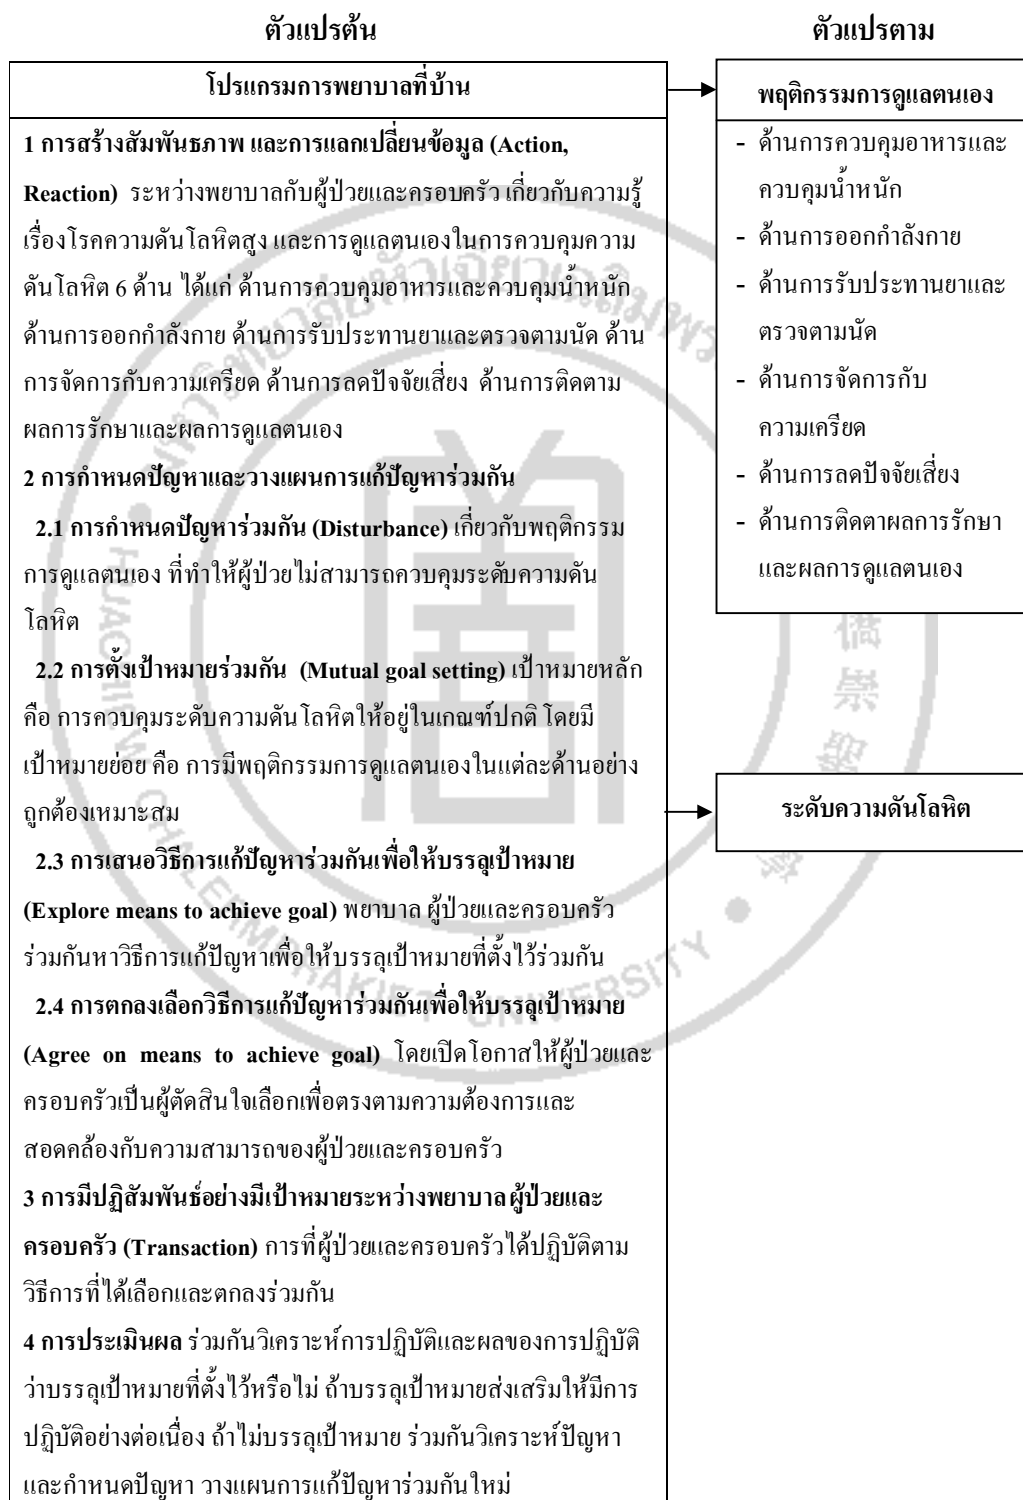 ตัวแปรต้น
ตัวแปรตาม
โปรแกรมการพยาบาลที่บ้าน
1 การสร้างสัมพันธภาพ และการแลกเปลี่ยนข้อมูล (Action,
Reaction) ระหว่างพยาบาลกับผู้ป่วยและครอบครัว เกี่ยวกับความรู้
เรื่องโรคความดันโลหิตสูง และการดูแลตนเองในการควบคุมความ
ดันโลหิต 6 ด้าน ได้แก่ ด้านการควบคุมอาหารและควบคุมน้ำหนัก
ด้านการออกกำลังกาย ด้านการรับประทานยาและตรวจตามนัด ด้าน
การจัดการกับความเครียด ด้านการลดปัจจัยเสี่ยง ด้านการติดตาม
ผลการรักษาและผลการดูแลตนเอง
2 การกำหนดปัญหาและวางแผนการแก้ปัญหาร่วมกัน
2.1 การกำหนดปัญหาร่วมกัน (Disturbance) เกี่ยวกับพฤติกรรม
การดูแลตนเอง ที่ทำให้ผู้ป่วยไม่สามารถควบคุมระดับความดัน
โลหิต
2.2 การตั้งเป้าหมายร่วมกัน (Mutual goal setting) เป้าหมายหลัก
คือ การควบคุมระดับความดันโลหิตให้อยู่ในเกณฑ์ปกติ โดยมี
เป้าหมายย่อย คือ การมีพฤติกรรมการดูแลตนเองในแต่ละด้านอย่าง
ถูกต้องเหมาะสม
2.3 การเสนอวิธีการแก้ปัญหาร่วมกันเพื่อให้บรรลุเป้าหมาย
(Explore means to achieve goal) พยาบาล ผู้ป่วยและครอบครัว
ร่วมกันหาวิธีการแก้ปัญหาเพื่อให้บรรลุเป้าหมายที่ตั้งไว้ร่วมกัน
2.4 การตกลงเลือกวิธีการแก้ปัญหาร่วมกันเพื่อให้บรรลุเป้าหมาย
(Agree on means to achieve goal) โดยเปิดโอกาสให้ผู้ป่วยและ
ครอบครัวเป็นผู้ตัดสินใจเลือกเพื่อตรงตามความต้องการและ
สอดคล้องกับความสามารถของผู้ป่วยและครอบครัว
3 การมีปฏิสัมพันธ์อย่างมีเป้าหมายระหว่างพยาบาล ผู้ป่วยและ
ครอบครัว (Transaction) การที่ผู้ป่วยและครอบครัวได้ปฏิบัติตาม
วิธีการที่ได้เลือกและตกลงร่วมกัน
4 การประเมินผล ร่วมกันวิเคราะห์การปฏิบัติและผลของการปฏิบัติ
ว่าบรรลุเป้าหมายที่ตั้งไว้หรือไม่ ถ้าบรรลุเป้าหมายส่งเสริมให้มีการ
ปฏิบัติอย่างต่อเนื่อง ถ้าไม่บรรลุเป้าหมาย ร่วมกันวิเคราะห์ปัญหา
และกำหนดปัญหา วางแผนการแก้ปัญหาร่วมกันใหม่
พฤติกรรมการดูแลตนเอง
- ด้านการควบคุมอาหารและ
ควบคุมน้ำหนัก
- ด้านการออกกำลังกาย
- ด้านการรับประทานยาและ
ตรวจตามนัด
- ด้านการจัดการกับ
ความเครียด
- ด้านการลดปัจจัยเสี่ยง
- ด้านการติดตาผลการรักษา
และผลการดูแลตนเอง
ระดับความดันโลหิต
HUACHIEW CHALERMPRAKIET UNIVERSITY